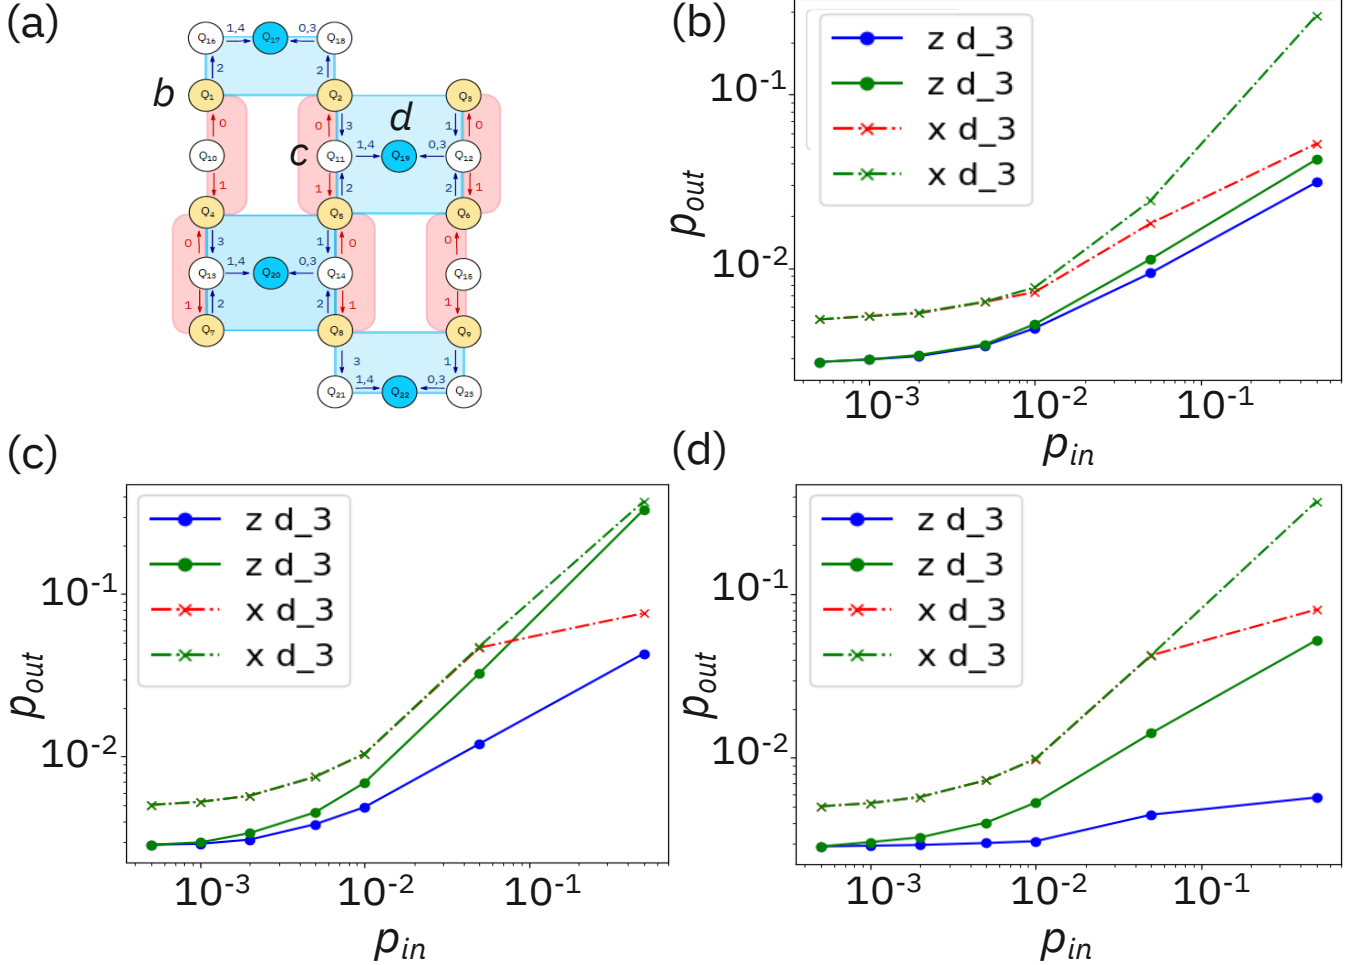 (a)
Q16 1,4 Q17 0,3 Q18
2 2
b Q1 Q2 Q3
0 0 3 d 1 0
Q10 c Q11 1,4 Q19 0,3 Q12
1 1 2 2 1
Q4 Q5 Q6
0 3 1 0 0
Q13 1,4 Q20 0,3 Q14 Q15
1 2 2 1 1
Q7 Q8 Q9
3 1
1,4 0,3
Q21 Q22 Q23
(b)
z d_3
z d_3
x d_3
x d_3
10-1
10-2
pout
10-3 10-2 10-1
pin
(c)
z d_3
z d_3
x d_3
x d_3
10-1
10-2
pout
10-3 10-2 10-1
pin
(d)
z d_3
z d_3
x d_3
x d_3
10-1
10-2
pout
10-3 10-2 10-1
pin